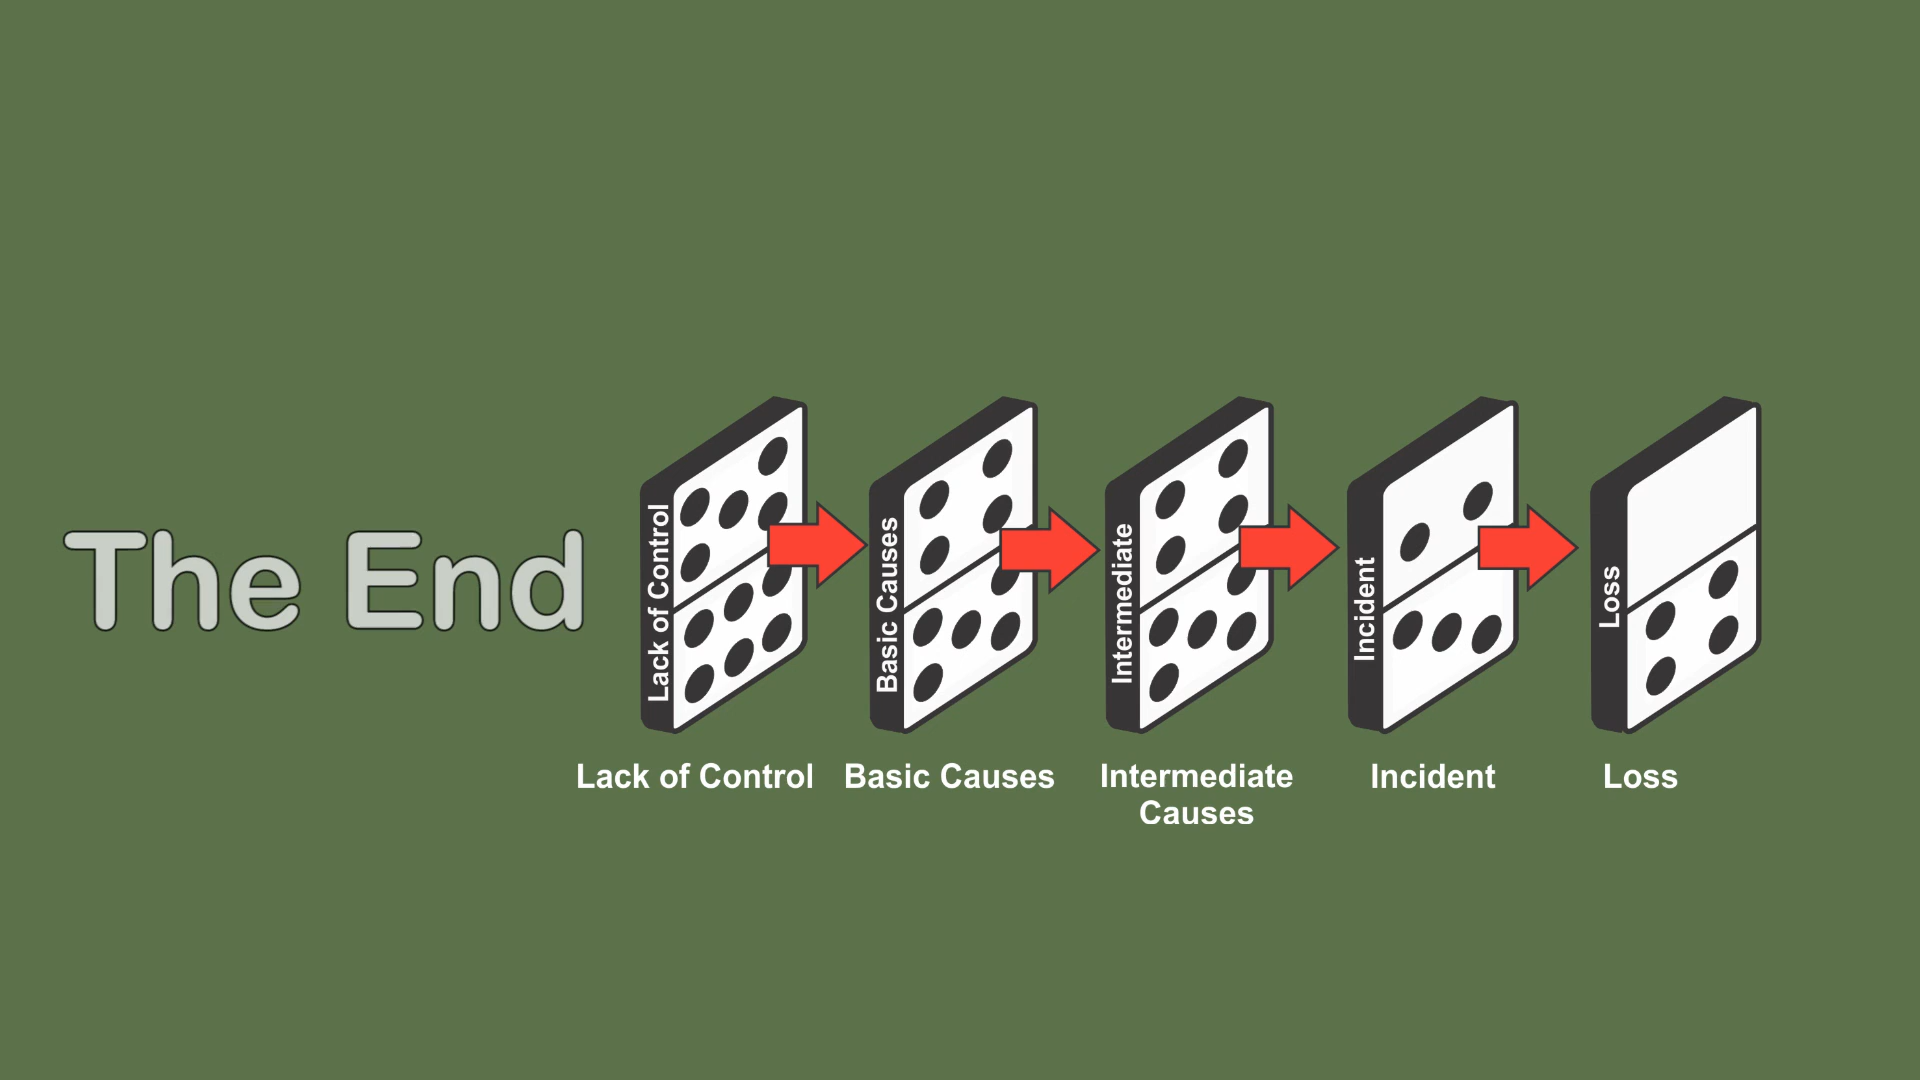 The End
Lack of Control
Basic Causes
Intermediate
Incident
Loss
Lack of Control
Basic Causes
Intermediate
Causes
Incident
Loss